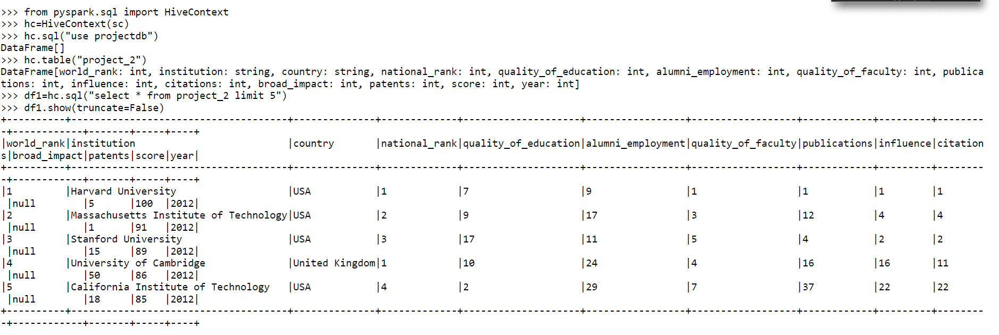 >>> from pyspark.sql import HiveContext
>>> hc=HiveContext(sc)
>>> hc.sql("use projectdb")
DataFrame[]
>>> hc.table("project_2")
DataFrame[world_rank: int, institution: string, country: string, national_rank: int, quality_of_education: int, alumni_employment: int, quality_of_faculty: int, publica
tions: int, influence: int, citations: int, broad_impact: int, patents: int, score: int, year: int]
>>> df1=hc.sql("select * from project_2 limit 5")
>>> df1.show(truncate=False)
+----------+-------------------------------------+--------------+-------------+--------------------+-----------------+------------------+------------+---------+--------
-+------------+-------+-----+----+
|world_rank|institution                          |country       |national_rank|quality_of_education|alumni_employment|quality_of_faculty|publications|influence|citation
s|broad_impact|patents|score|year|
+----------+-------------------------------------+--------------+-------------+--------------------+-----------------+------------------+------------+---------+--------
-+------------+-------+-----+----+
|1         |Harvard University                   |USA           |1            |7                   |9                |1                 |1           |1        |1
 |null        |5      |100  |2012|
|2         |Massachusetts Institute of Technology|USA           |2            |9                   |17               |3                 |12          |4        |4
 |null        |1      |91   |2012|
|3         |Stanford University                  |USA           |3            |17                  |11               |5                 |4           |2        |2
 |null        |15     |89   |2012|
|4         |University of Cambridge              |United Kingdom|1            |10                  |24               |4                 |16          |16       |11
 |null        |50     |86   |2012|
|5         |California Institute of Technology   |USA           |4            |2                   |29               |7                 |37          |22       |22
 |null        |18     |85   |2012|
+----------+-------------------------------------+--------------+-------------+--------------------+-----------------+------------------+------------+---------+--------
-+------------+-------+-----+----+